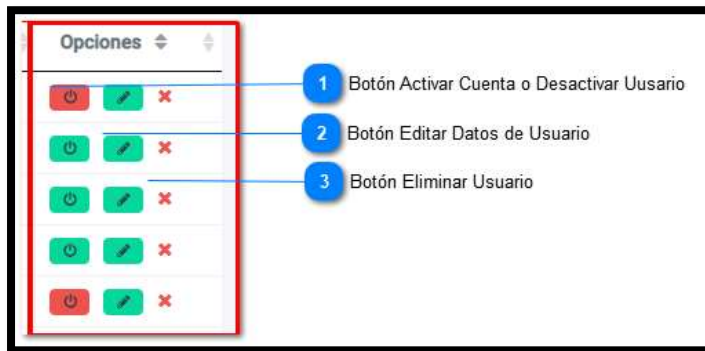 Opciones
1 Botón Activar Cuenta o Desactivar Uusario
2 Botón Editar Datos de Usuario
3 Botón Eliminar Usuario